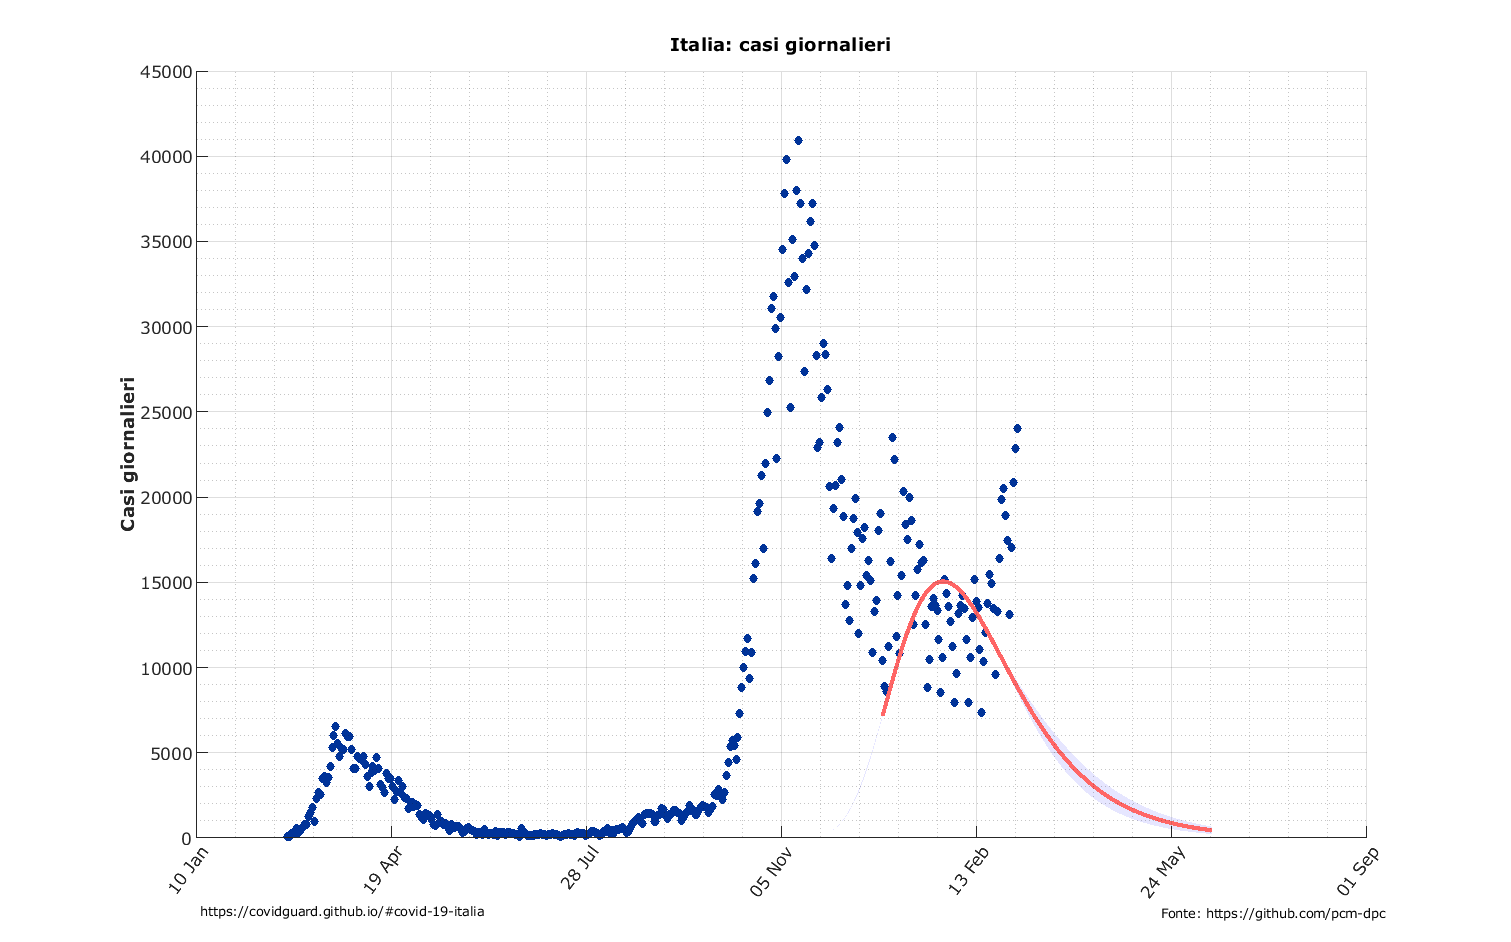 Italia: casi giornalieri
Casi giornalieri
45000
40000
35000
30000
25000
20000
15000
10000
5000
0
10 Jan
19 Apr
28 Jul
05 Nov
13 Feb
24 May
01 Sep
https://covidguard.github.io/#covid-19-italia
Fonte: https://github.com/pcm-dpc